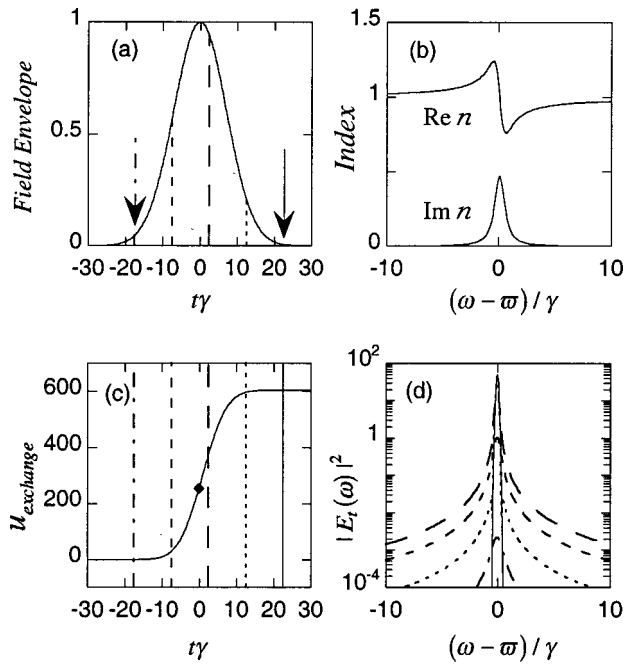 (a)
Field Envelope
1
0.5
0
-30 -20 -10 0 10 20 30
tγ
(b)
Index
1.5
1
0.5
0
Re n
Im n
-10 0 10
(ω − ϖ) / γ
(c)
u_exchange
600
400
200
0
-30 -20 -10 0 10 20 30
tγ
(d)
| E_t (ω) |^2
10^2
1
10^-4
-10 0 10
(ω − ϖ) / γ